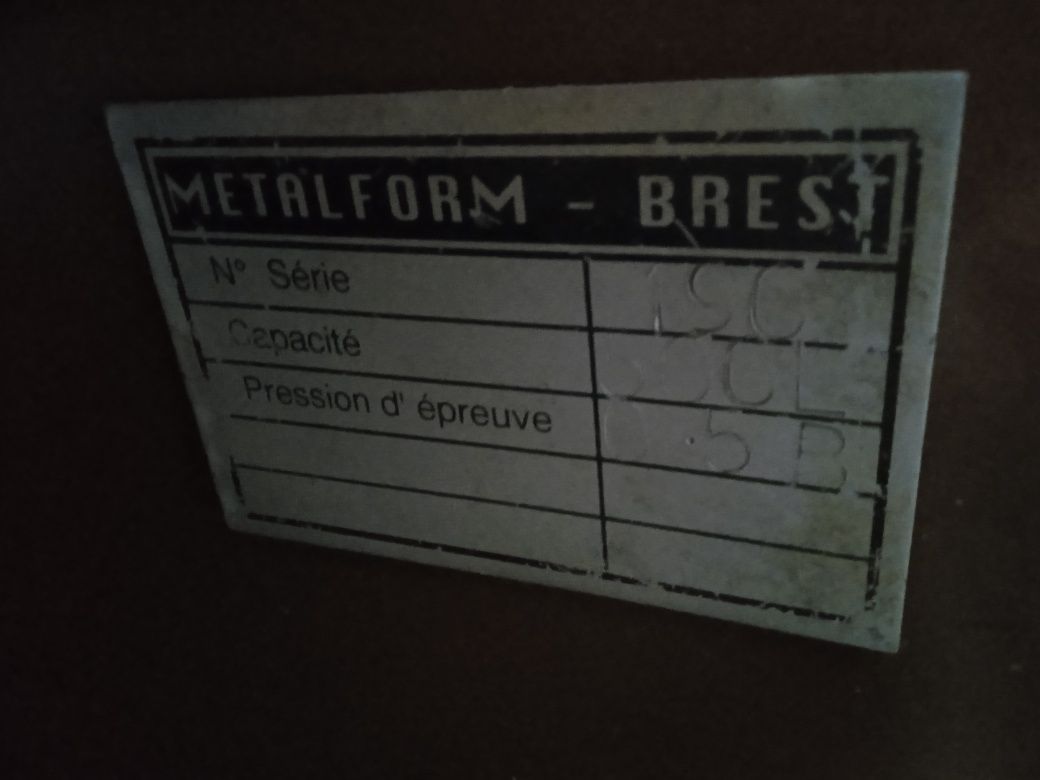 METALFORM - BREST
N° Série
Capacité
Pression d' épreuve